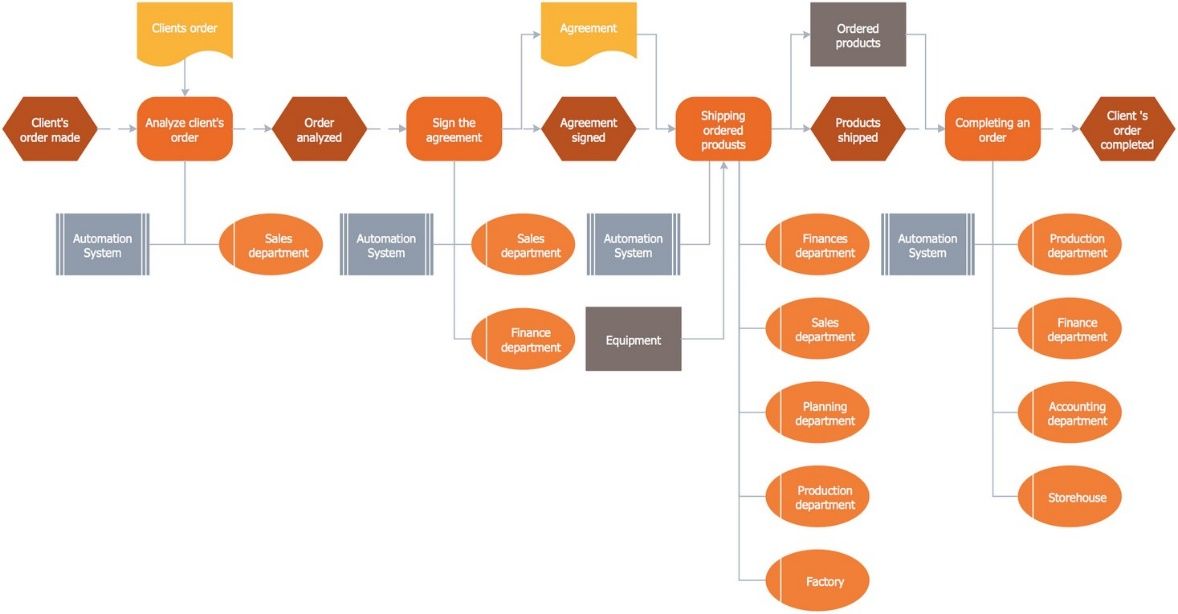 Clients order
Agreement
Ordered
products
Client's
order made
Analyze client's
order
Order
analyzed
Sign the
agreement
Agreement
signed
Shipping
ordered
produsts
Products
shipped
Completing an
order
Client 's
order
completed
Automation
System
Sales
department
Automation
System
Sales
department
Automation
System
Finances
department
Automation
System
Production
department
Finance
department
Equipment
Sales
department
Finance
department
Planning
department
Accounting
department
Production
department
Storehouse
Factory